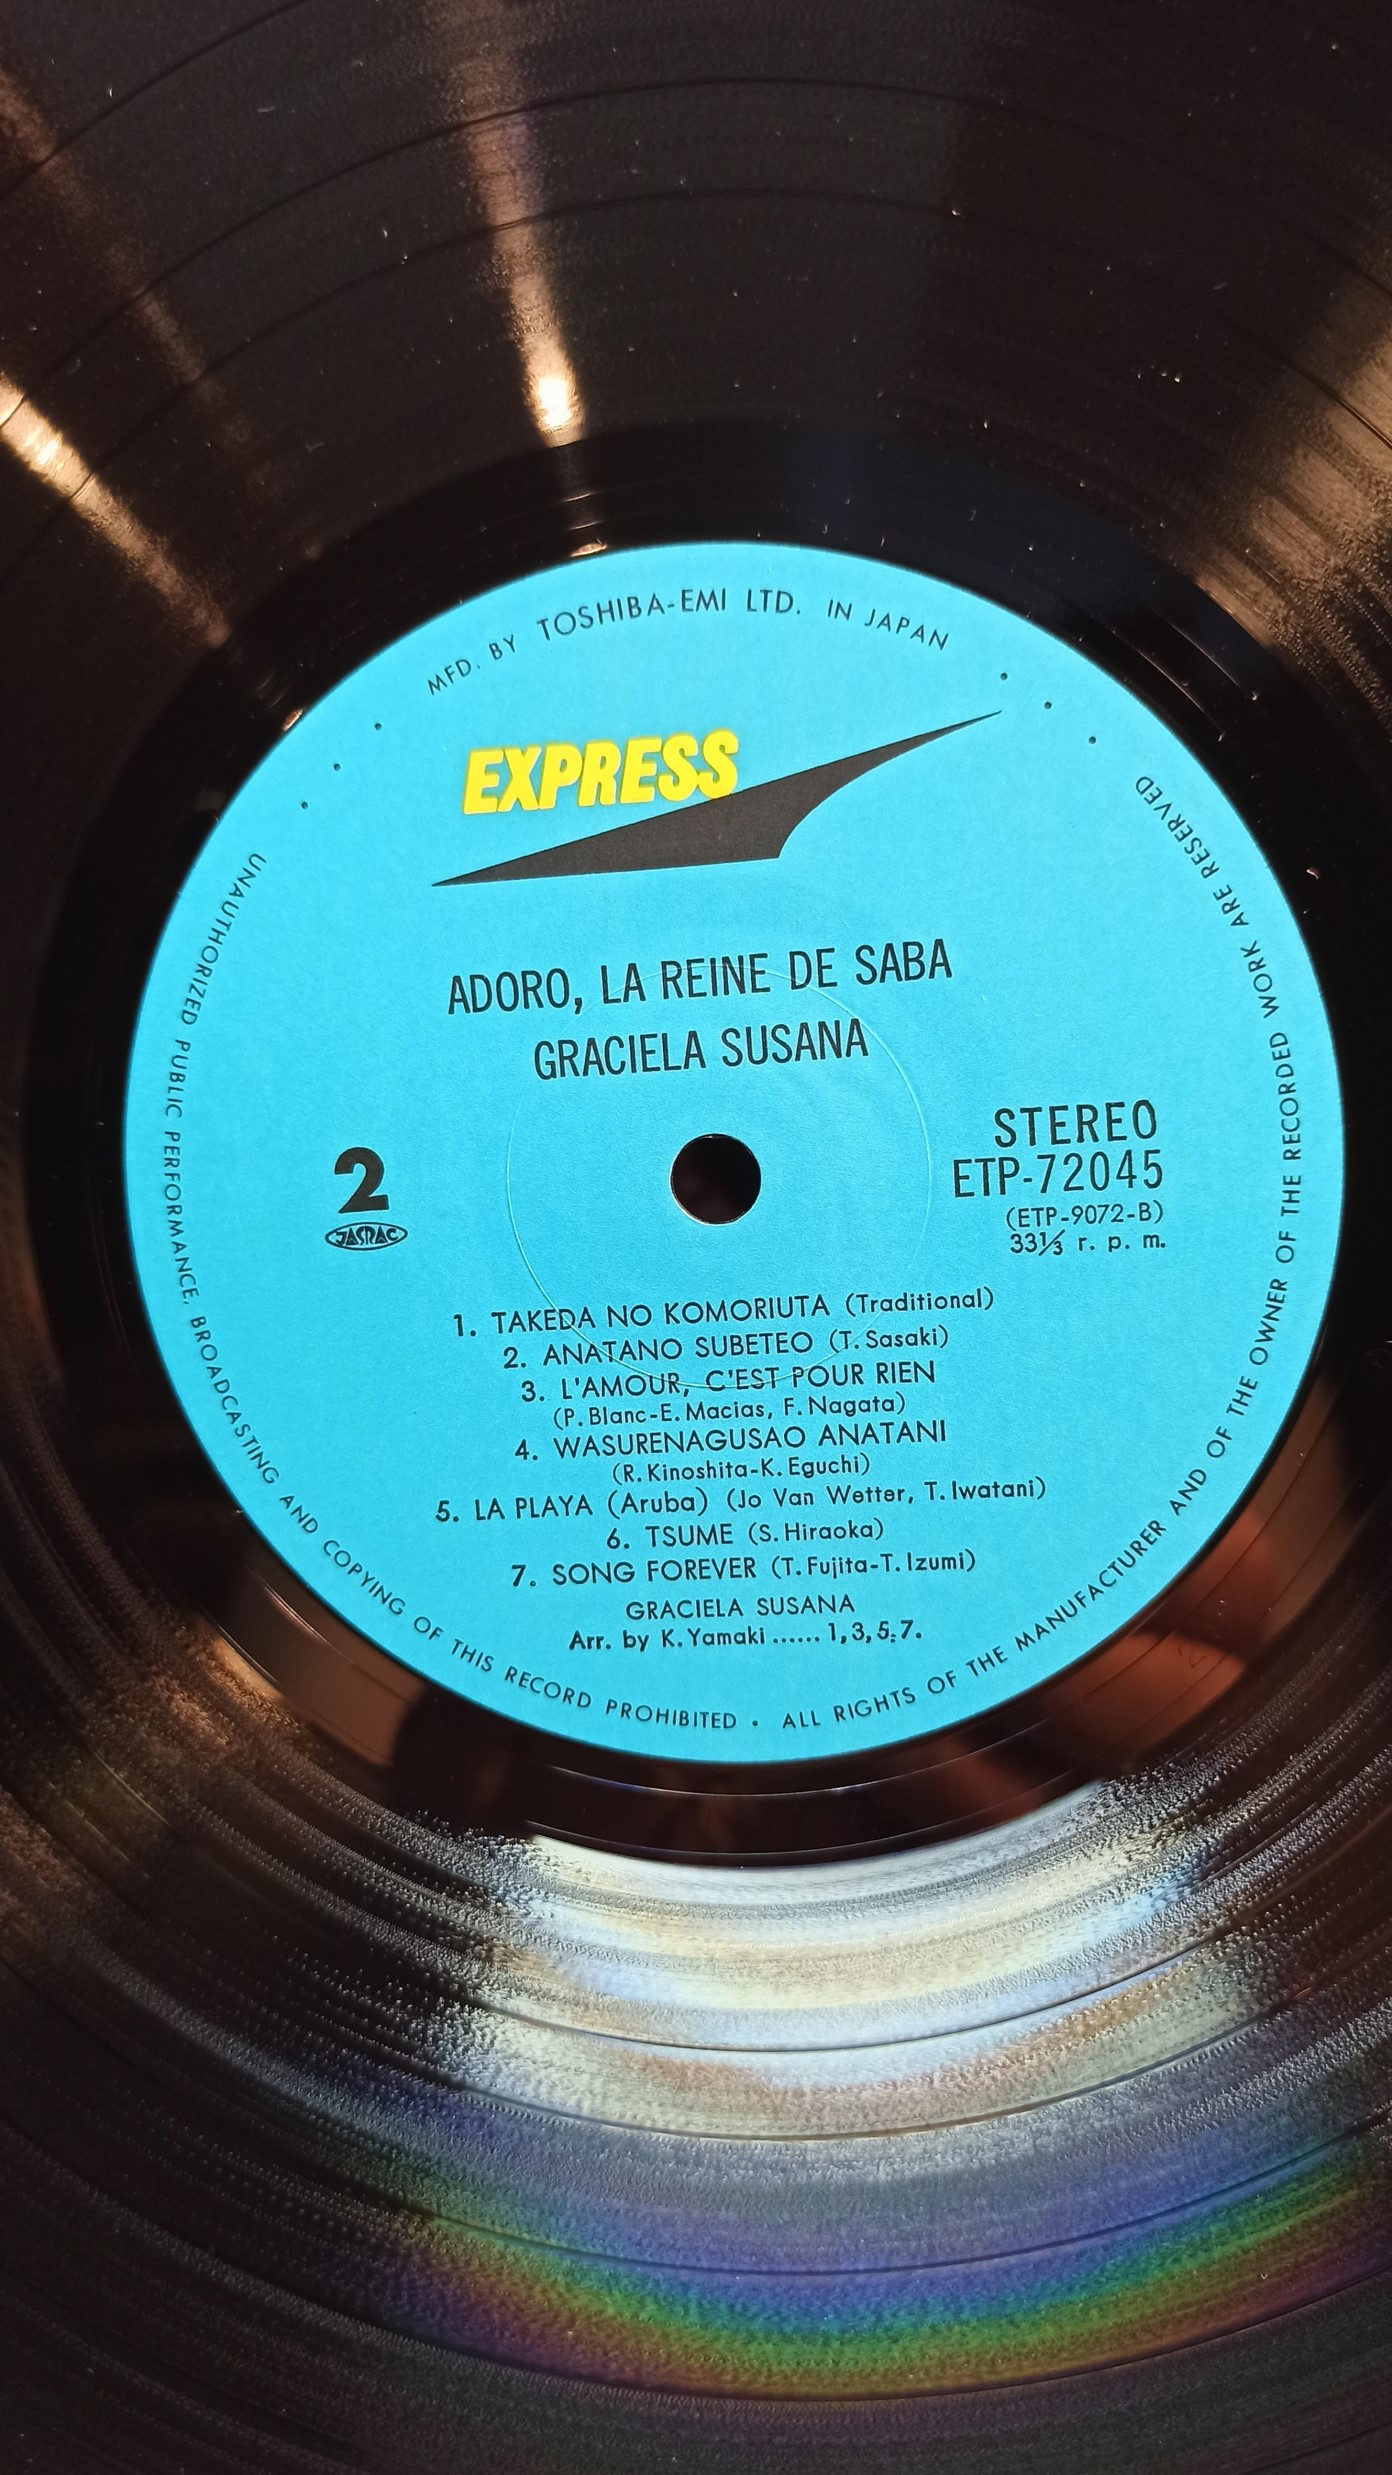 MFD. BY TOSHIBA-EMI LTD. IN JAPAN
EXPRESS
ADORO, LA REINE DE SABA
GRACIELA SUSANA
STEREO
2
ETP-72045
JASRAC
(ETP-9072-B)
33⅓ r. p. m.
1. TAKEDA NO KOMORIUTA (Traditional)
2. ANATANO SUBETEO (T. Sasaki)
3. L'AMOUR, C'EST POUR RIEN
(P. Blanc-E. Macias, F. Nagata)
4. WASURENAGUSAO ANATANI
(R. Kinoshita-K. Eguchi)
5. LA PLAYA (Aruba) (Jo Van Wetter, T. Iwatani)
6. TSUME (S. Hiraoka)
7. SONG FOREVER (T. Fujita-T. Izumi)
GRACIELA SUSANA
Arr. by K. Yamaki ...... 1, 3, 5, 7.
UNAUTHORIZED PUBLIC PERFORMANCE, BROADCASTING AND COPYING OF THIS RECORD PROHIBITED • ALL RIGHTS OF THE MANUFACTURER AND OF THE OWNER OF THE RECORDED WORK ARE RESERVED